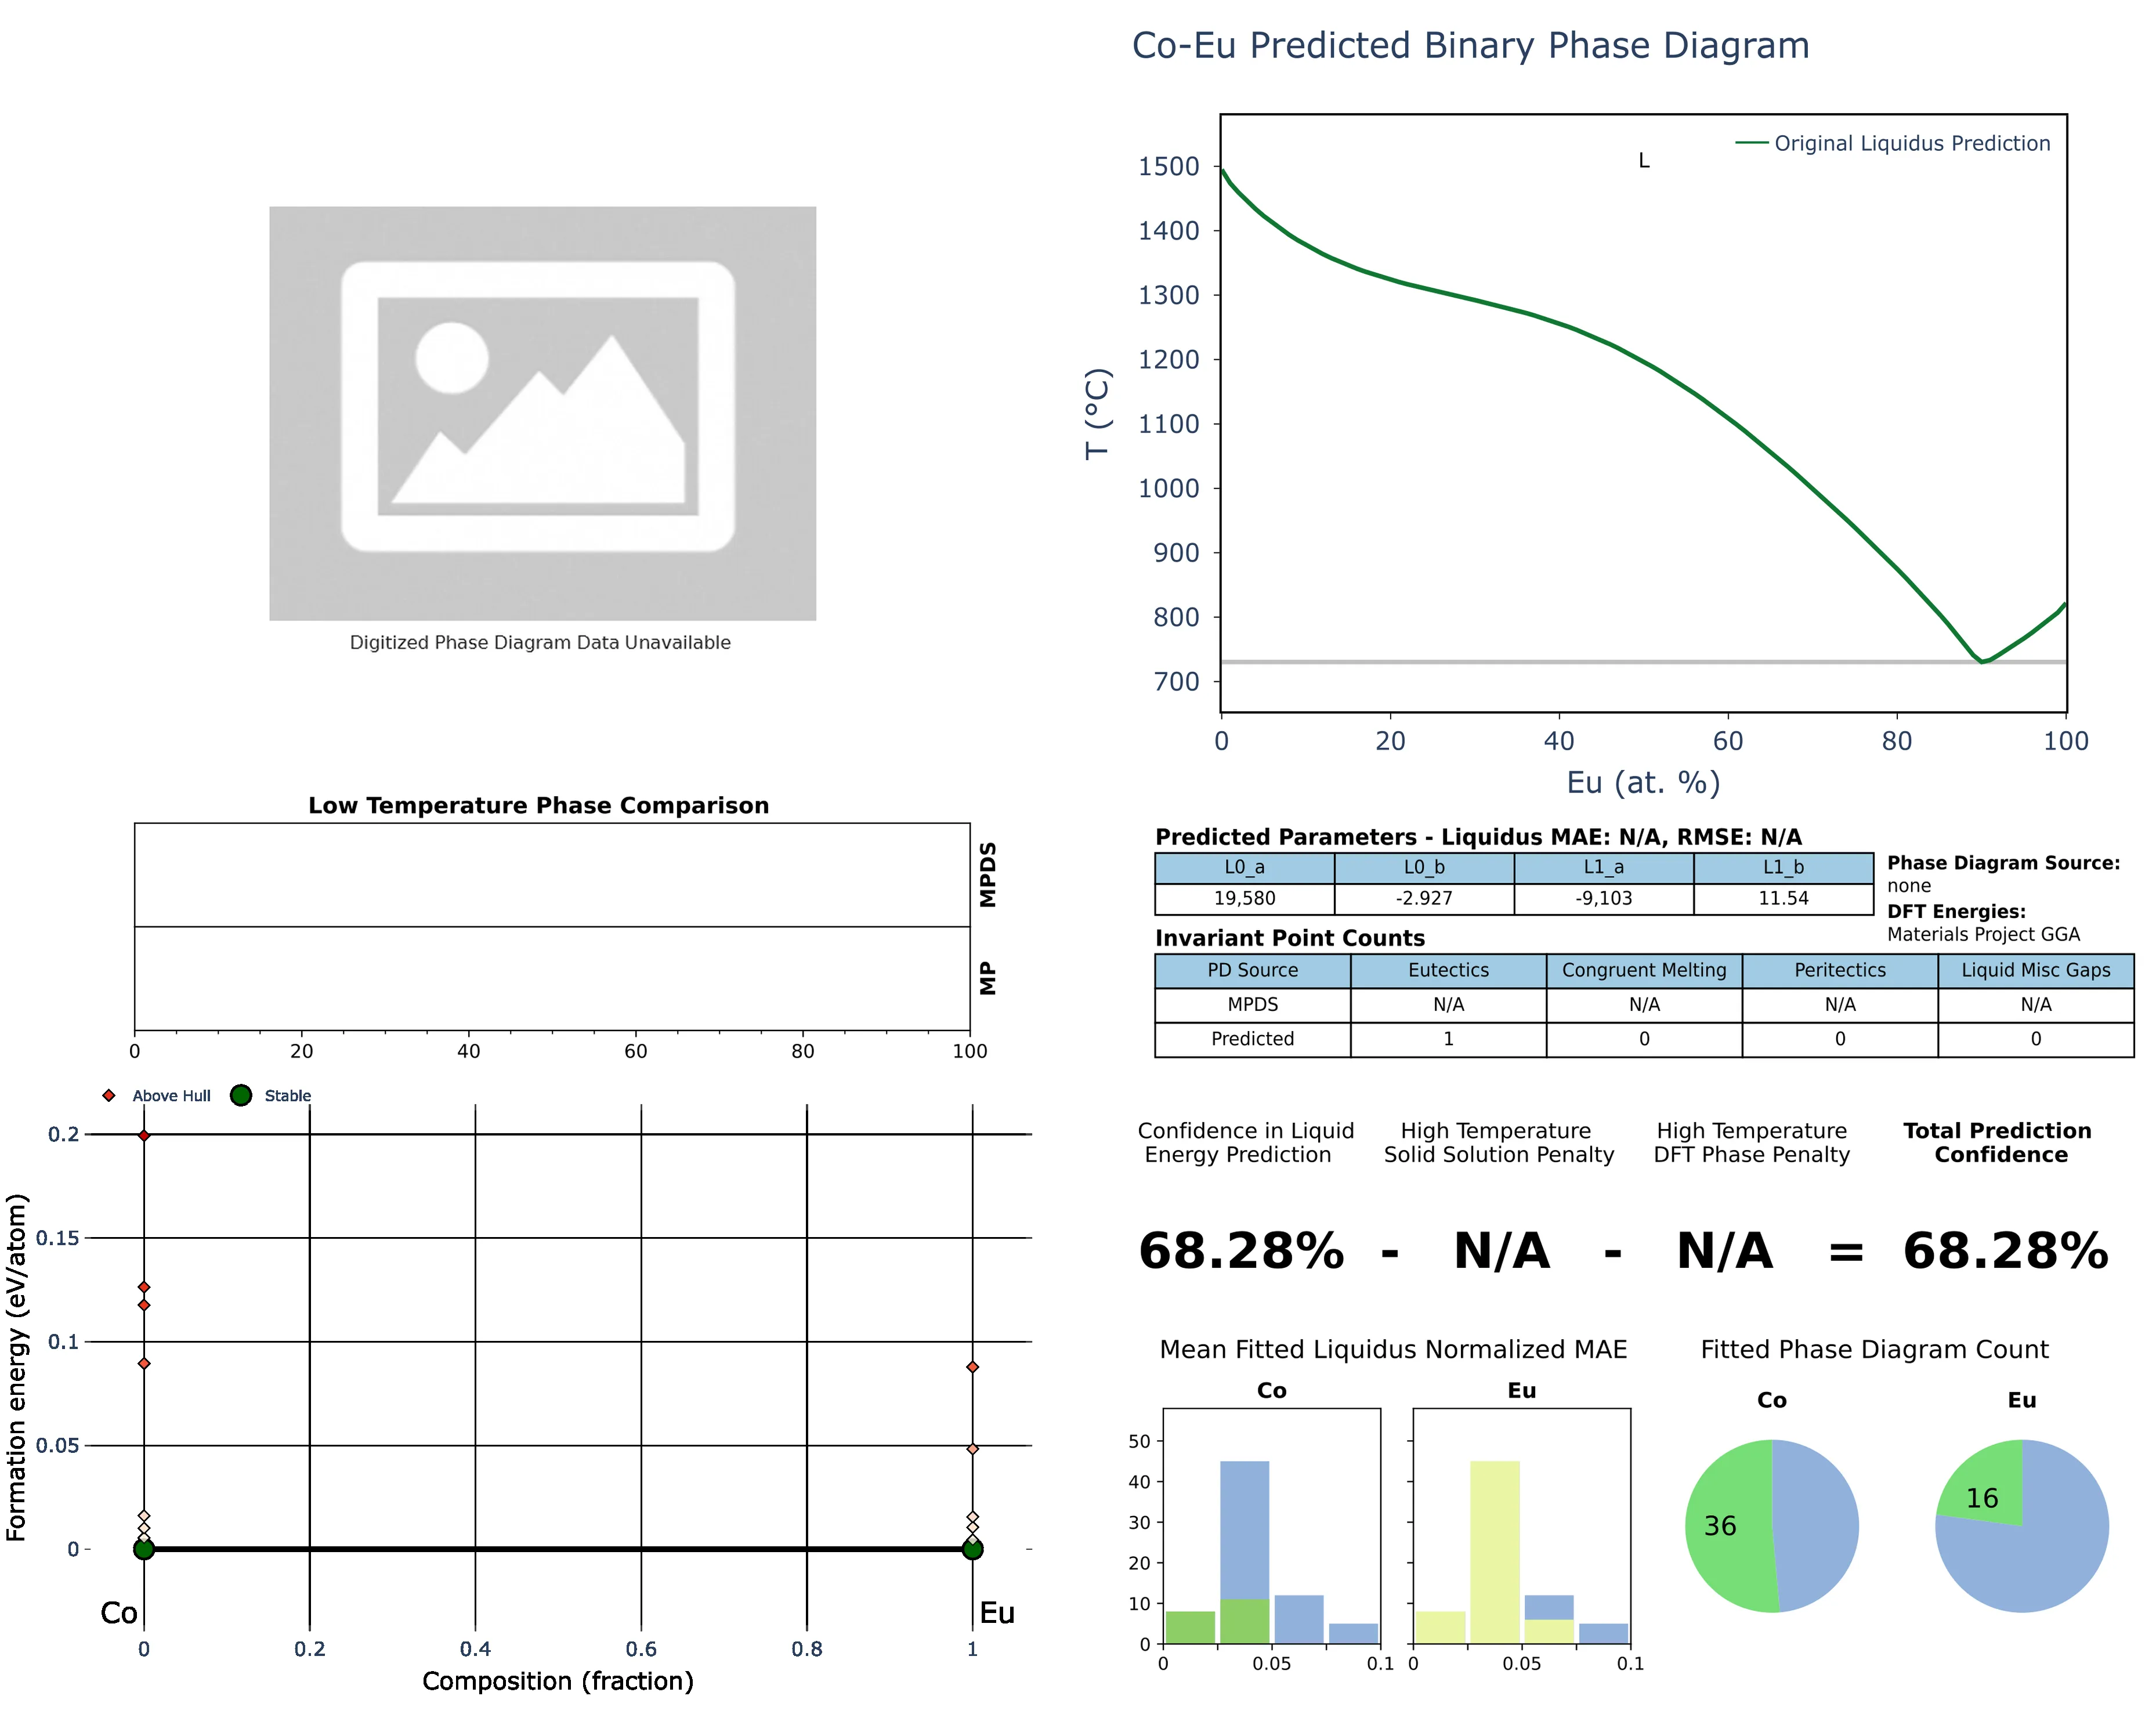 Co-Eu Predicted Binary Phase Diagram
Original Liquidus Prediction
L
1500
1400
1300
1200
1100
1000
900
800
700
T (°C)
0 20 40 60 80 100
Eu (at. %)
Digitized Phase Diagram Data Unavailable
Low Temperature Phase Comparison
MPDS
MP
0 20 40 60 80 100
Predicted Parameters - Liquidus MAE: N/A, RMSE: N/A
L0_a L0_b L1_a L1_b
19,580 -2.927 -9,103 11.54
Phase Diagram Source:
none
DFT Energies:
Materials Project GGA
Invariant Point Counts
PD Source Eutectics Congruent Melting Peritectics Liquid Misc Gaps
MPDS N/A N/A N/A N/A
Predicted 1 0 0 0
Above Hull Stable
0.2
0.15
0.1
0.05
0
Formation energy (eV/atom)
Co Eu
0 0.2 0.4 0.6 0.8 1
Composition (fraction)
Confidence in Liquid
Energy Prediction
High Temperature
Solid Solution Penalty
High Temperature
DFT Phase Penalty
Total Prediction
Confidence
68.28% - N/A - N/A = 68.28%
Mean Fitted Liquidus Normalized MAE
Co Eu
50
40
30
20
10
0
0 0.05 0.1 0 0.05 0.1
Fitted Phase Diagram Count
Co Eu
36 16